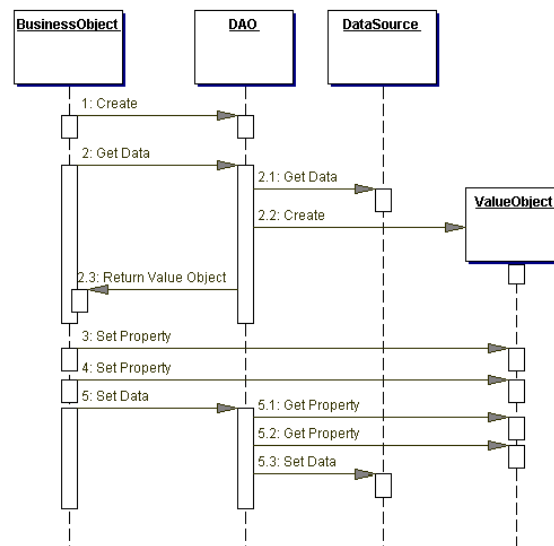 BusinessObject DAO DataSource
1: Create
2: Get Data
2.1: Get Data
ValueObject
2.2: Create
2.3: Return Value Object
3: Set Property
4: Set Property
5: Set Data
5.1: Get Property
5.2: Get Property
5.3: Set Data